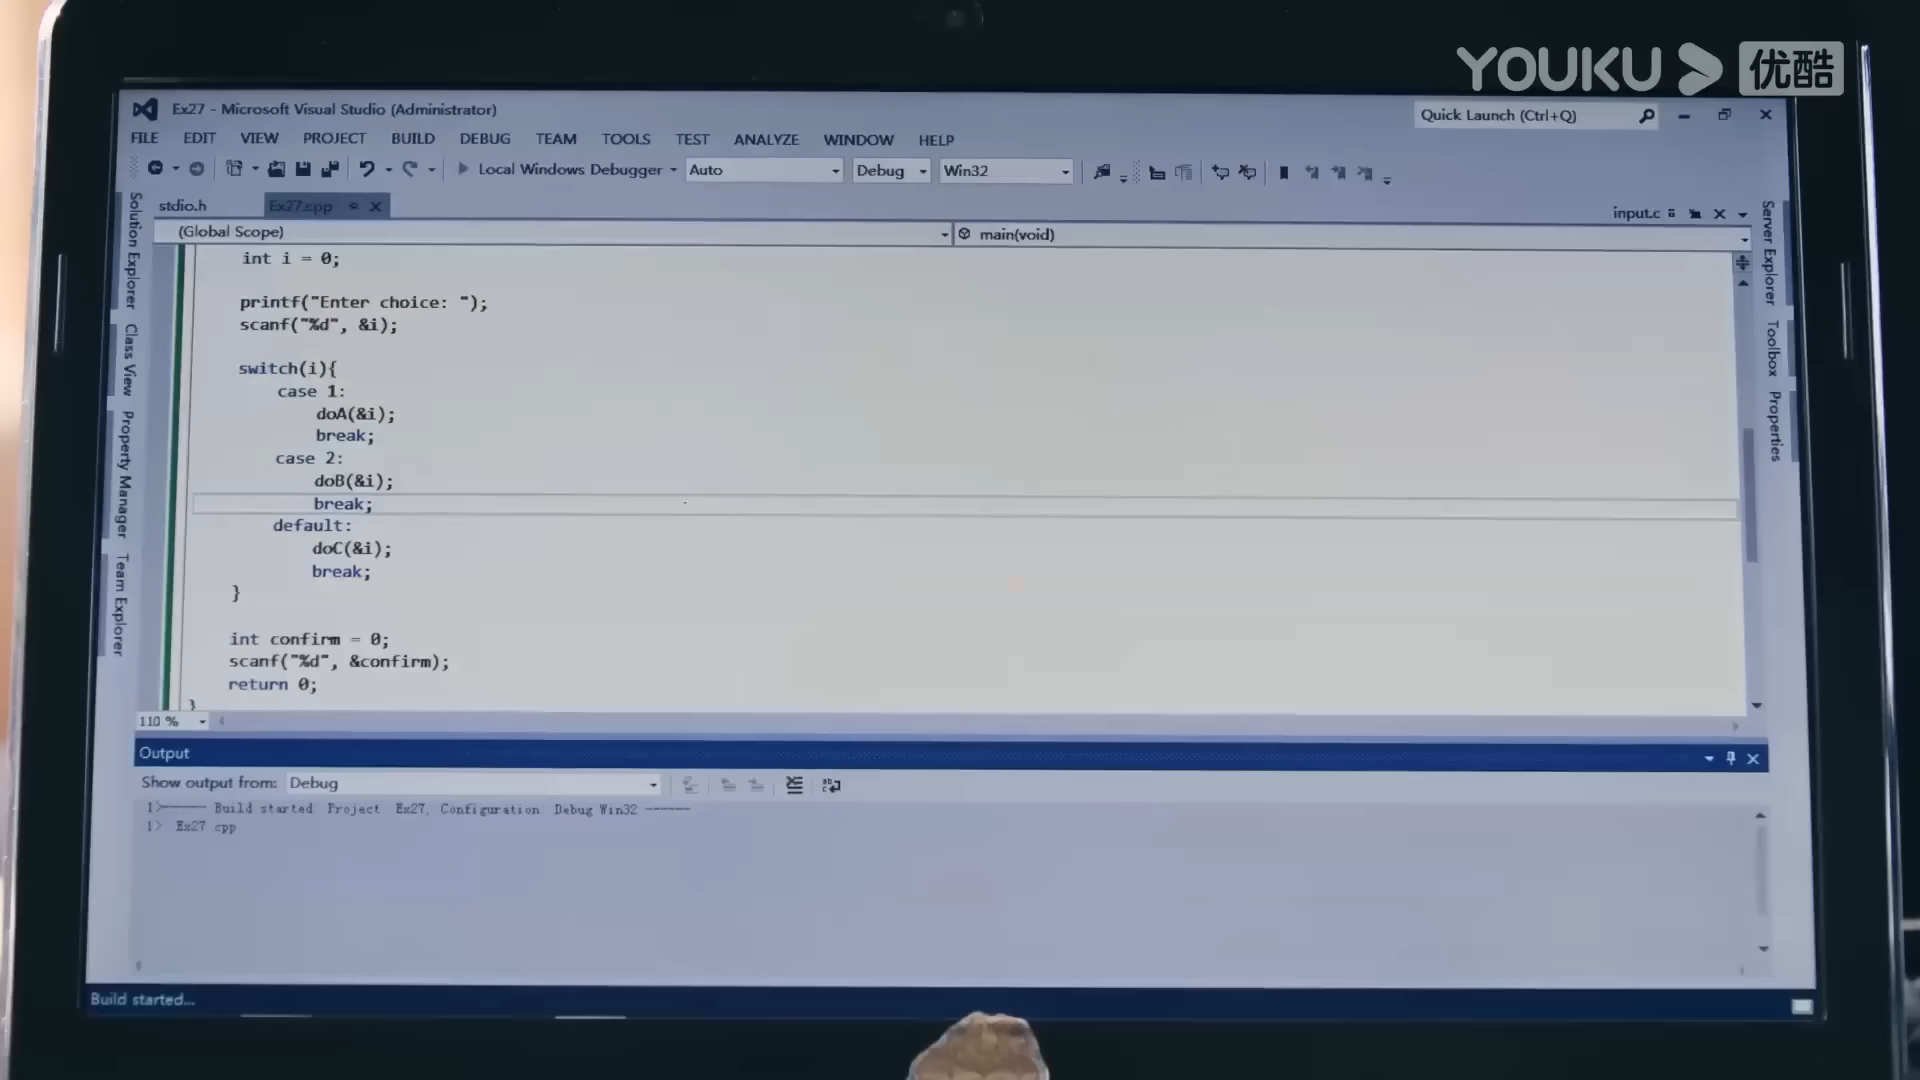 YOUKU 优酷
Ex27 - Microsoft Visual Studio (Administrator)
Quick Launch (Ctrl+Q)
FILE EDIT VIEW PROJECT BUILD DEBUG TEAM TOOLS TEST ANALYZE WINDOW HELP
Local Windows Debugger Auto Debug Win32
stdio.h Ex27.cpp input.c
(Global Scope) main(void)
Solution Explorer
Class View
Property Manager
Team Explorer
Server Explorer
Toolbox
Properties
int i = 0;
printf("Enter choice: ");
scanf("%d", &i);
switch(i){
case 1:
doA(&i);
break;
case 2:
doB(&i);
break;
default:
doC(&i);
break;
}
int confirm = 0;
scanf("%d", &confirm);
return 0;
}
110 %
Output
Show output from: Debug
1>------ Build started: Project: Ex27, Configuration: Debug Win32 ------
1> Ex27.cpp
Build started...